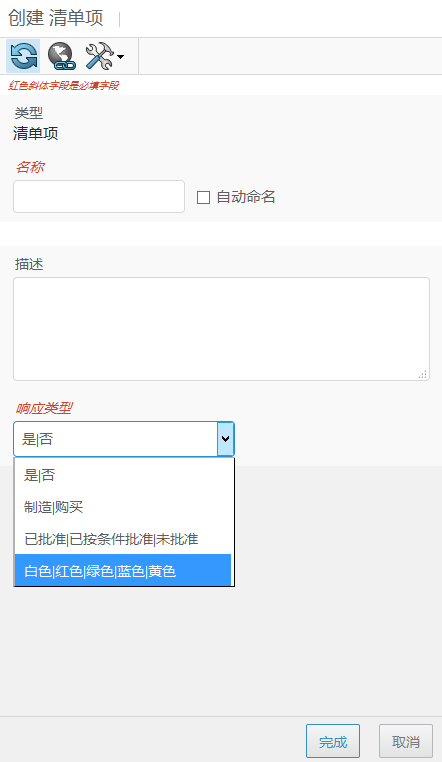 创建 清单项
红色斜体字段是必填字段
类型
清单项
名称
自动命名
描述
响应类型
是|否
是|否
制造|购买
已批准|已按条件批准|未批准
白色|红色|绿色|蓝色|黄色
完成
取消